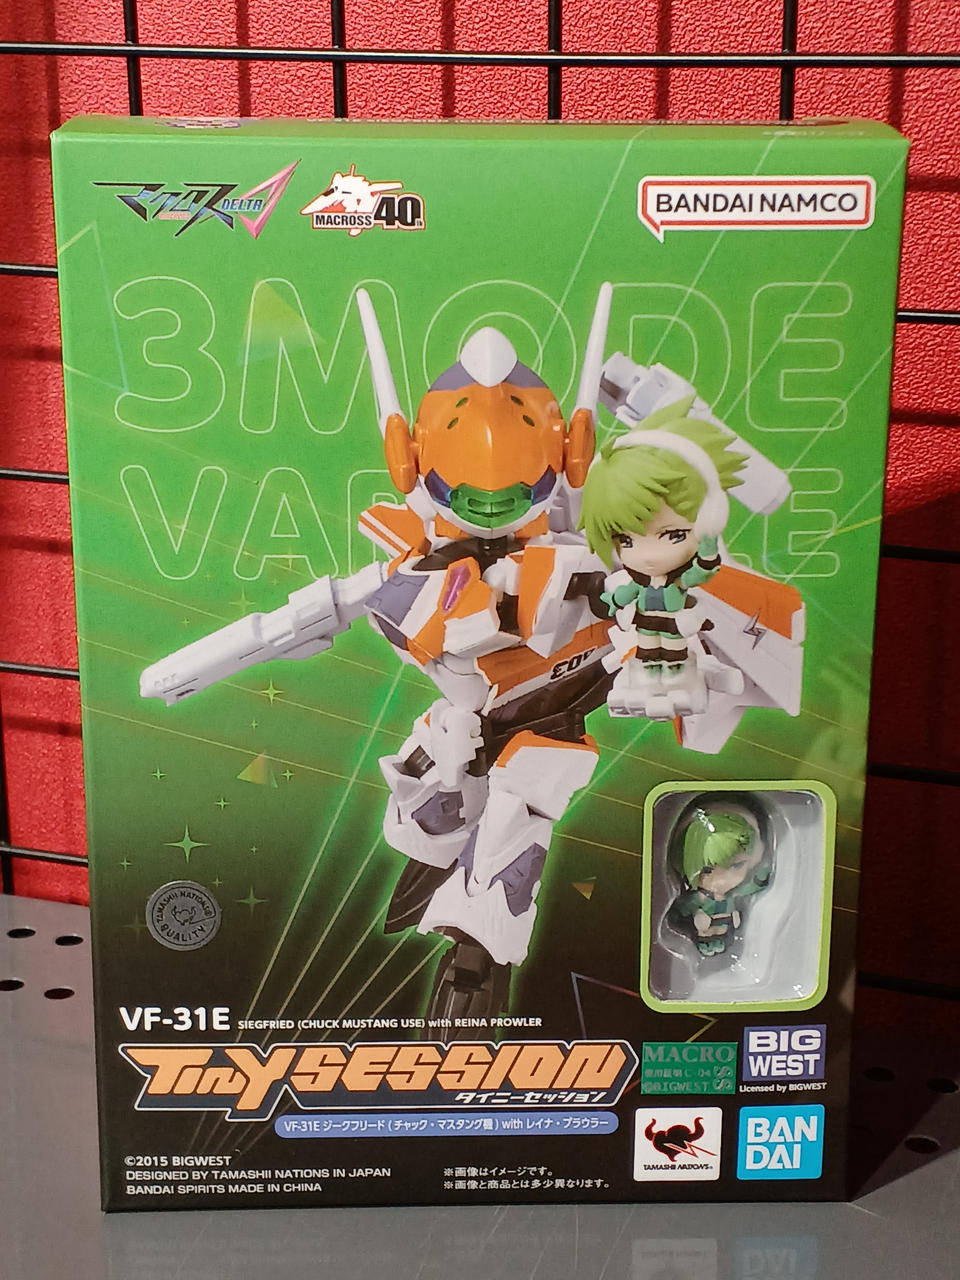 マクロス DELTA
MACROSS 40th
BANDAI NAMCO
3MODE
VAR E
03
TAMASHII NATIONS
QUALITY
VF-31E SIEGFRIED (CHUCK MUSTANG USE) with REINA PROWLER
TINY SESSION
タイニーセッション
VF-31E ジークフリード(チャック・マスタング機) with レイナ・プラウラー
MACRO
©BIGWEST
BIG
WEST
Licensed by BIGWEST
TAMASHII NATIONS
BAN
DAI
©2015 BIGWEST
DESIGNED BY TAMASHII NATIONS IN JAPAN
BANDAI SPIRITS MADE IN CHINA
※画像はイメージです。
※画像と商品とは多少異なります。